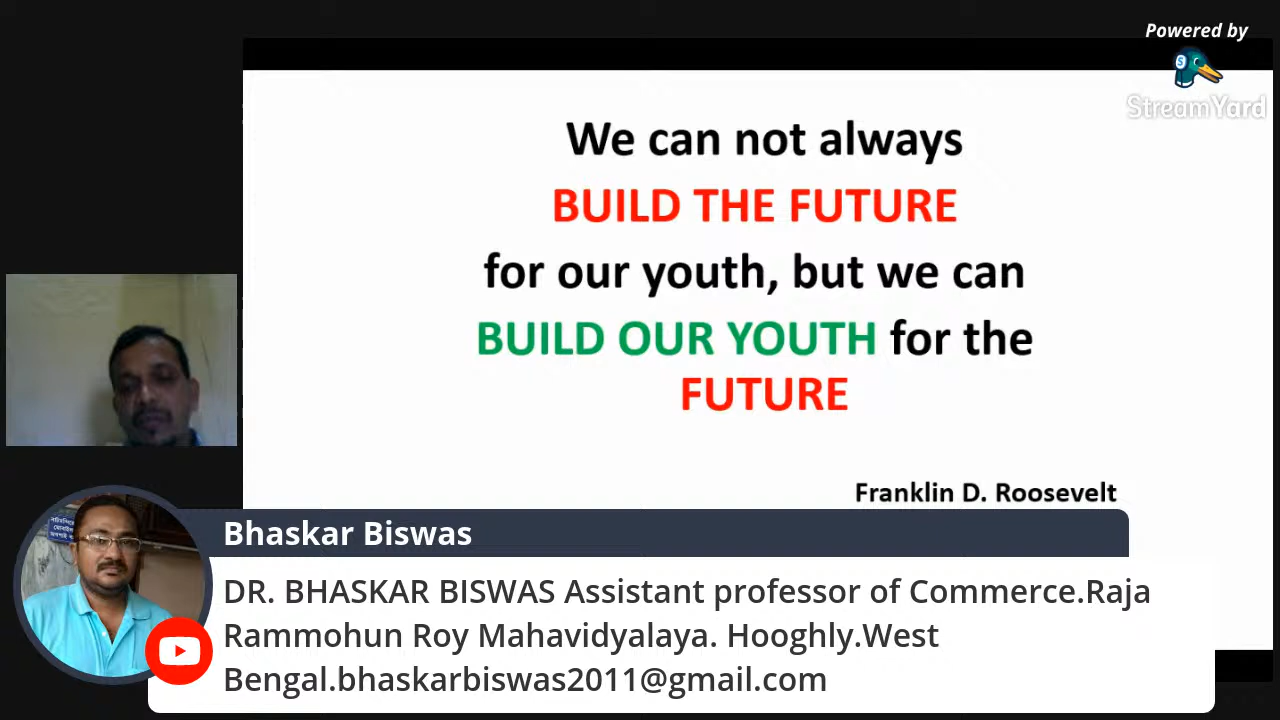 Powered by
StreamYard
We can not always
BUILD THE FUTURE
for our youth, but we can
BUILD OUR YOUTH for the
FUTURE
Franklin D. Roosevelt
Bhaskar Biswas
DR. BHASKAR BISWAS Assistant professor of Commerce.Raja
Rammohun Roy Mahavidyalaya. Hooghly.West
Bengal.bhaskarbiswas2011@gmail.com